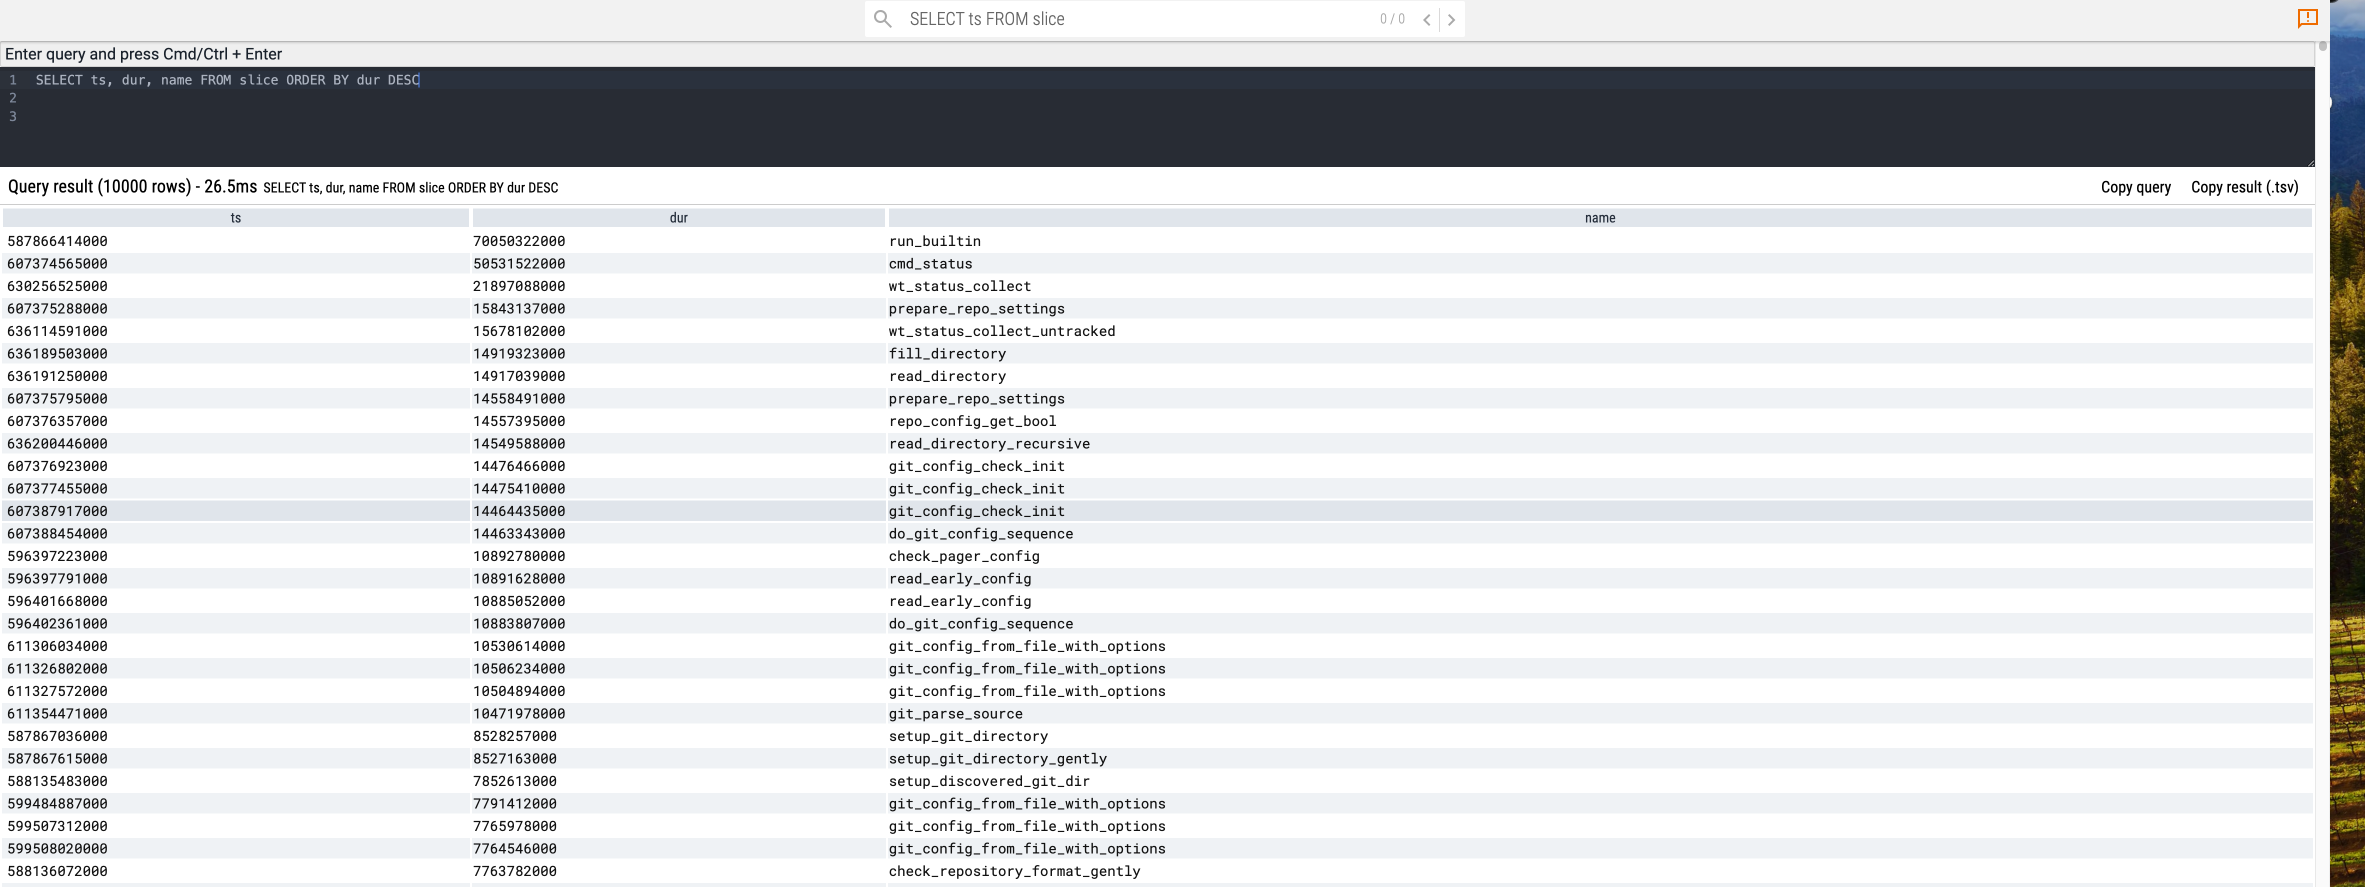 SELECT ts FROM slice 0 / 0
Enter query and press Cmd/Ctrl + Enter
1 SELECT ts, dur, name FROM slice ORDER BY dur DESC
2
3
Query result (10000 rows) - 26.5ms SELECT ts, dur, name FROM slice ORDER BY dur DESC Copy query Copy result (.tsv)
ts dur name
587866414000 70050322000 run_builtin
607374565000 50531522000 cmd_status
630256525000 21897088000 wt_status_collect
607375288000 15843137000 prepare_repo_settings
636114591000 15678102000 wt_status_collect_untracked
636189503000 14919323000 fill_directory
636191250000 14917039000 read_directory
607375795000 14558491000 prepare_repo_settings
607376357000 14557395000 repo_config_get_bool
636200446000 14549588000 read_directory_recursive
607376923000 14476466000 git_config_check_init
607377455000 14475410000 git_config_check_init
607387917000 14464435000 git_config_check_init
607388454000 14463343000 do_git_config_sequence
596397223000 10892780000 check_pager_config
596397791000 10891628000 read_early_config
596401668000 10885052000 read_early_config
596402361000 10883807000 do_git_config_sequence
611306034000 10530614000 git_config_from_file_with_options
611326802000 10506234000 git_config_from_file_with_options
611327572000 10504894000 git_config_from_file_with_options
611354471000 10471978000 git_parse_source
587867036000 8528257000 setup_git_directory
587867615000 8527163000 setup_git_directory_gently
588135483000 7852613000 setup_discovered_git_dir
599484887000 7791412000 git_config_from_file_with_options
599507312000 7765978000 git_config_from_file_with_options
599508020000 7764546000 git_config_from_file_with_options
588136072000 7763782000 check_repository_format_gently